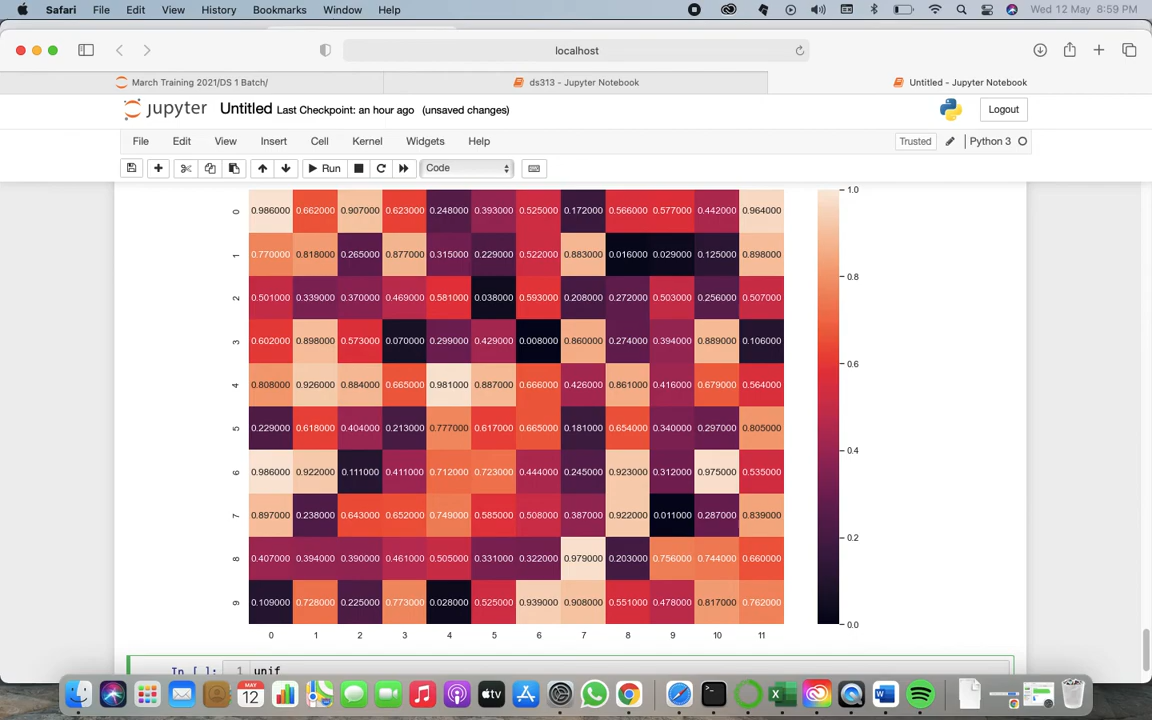 Safari File Edit View History Bookmarks Window Help Wed 12 May 8:59 PM
localhost
March Training 2021/DS 1 Batch/ ds313 - Jupyter Notebook Untitled - Jupyter Notebook
jupyter Untitled Last Checkpoint: an hour ago (unsaved changes) Logout
File Edit View Insert Cell Kernel Widgets Help Trusted Python 3
Run Code
0 0.986000 0.662000 0.907000 0.623000 0.248000 0.393000 0.525000 0.172000 0.566000 0.577000 0.442000 0.964000 1.0
1 0.770000 0.818000 0.265000 0.877000 0.315000 0.229000 0.522000 0.883000 0.016000 0.029000 0.125000 0.898000
0.8
2 0.501000 0.339000 0.370000 0.469000 0.581000 0.038000 0.593000 0.208000 0.272000 0.503000 0.256000 0.507000
3 0.602000 0.898000 0.573000 0.070000 0.299000 0.429000 0.008000 0.860000 0.274000 0.394000 0.889000 0.106000
0.6
4 0.808000 0.926000 0.884000 0.665000 0.981000 0.887000 0.666000 0.426000 0.861000 0.416000 0.679000 0.564000
5 0.229000 0.618000 0.404000 0.213000 0.777000 0.617000 0.665000 0.181000 0.654000 0.340000 0.297000 0.805000
0.4
6 0.986000 0.922000 0.111000 0.411000 0.712000 0.723000 0.444000 0.245000 0.923000 0.312000 0.975000 0.535000
7 0.897000 0.238000 0.643000 0.652000 0.749000 0.585000 0.508000 0.387000 0.922000 0.011000 0.287000 0.839000
0.2
8 0.407000 0.394000 0.390000 0.461000 0.505000 0.331000 0.322000 0.979000 0.203000 0.756000 0.744000 0.660000
9 0.109000 0.728000 0.225000 0.773000 0.028000 0.525000 0.939000 0.908000 0.551000 0.478000 0.817000 0.762000
0.0
0 1 2 3 4 5 6 7 8 9 10 11
In [ ]: 1 unif
MAY
12
tv